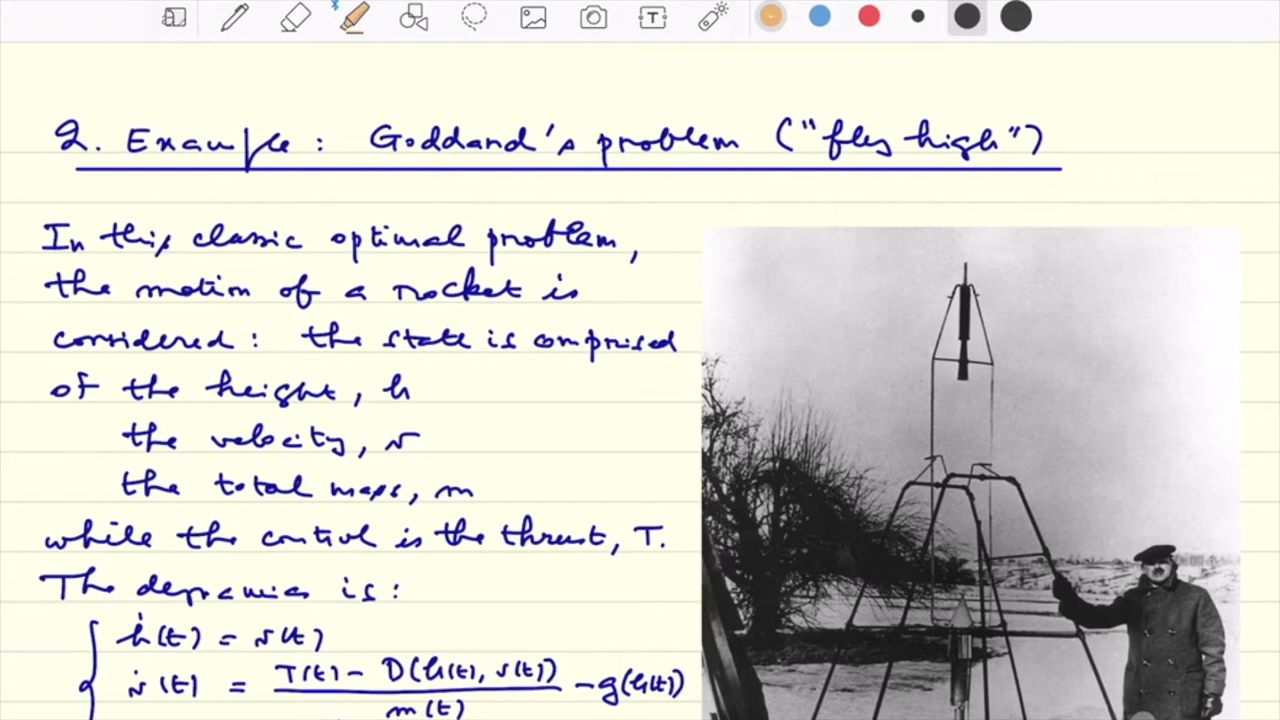 2. Example: Goddard's problem ("fly high")
In this classic optimal problem,
the motion of a rocket is
considered: the state is comprised
of the height, h
the velocity, v
the total mass, m
while the control is the thrust, T.
The dynamics is:
ḣ(t) = v(t)
v̇(t) = (T(t) - D(h(t), v(t))) / m(t) - g(h(t))